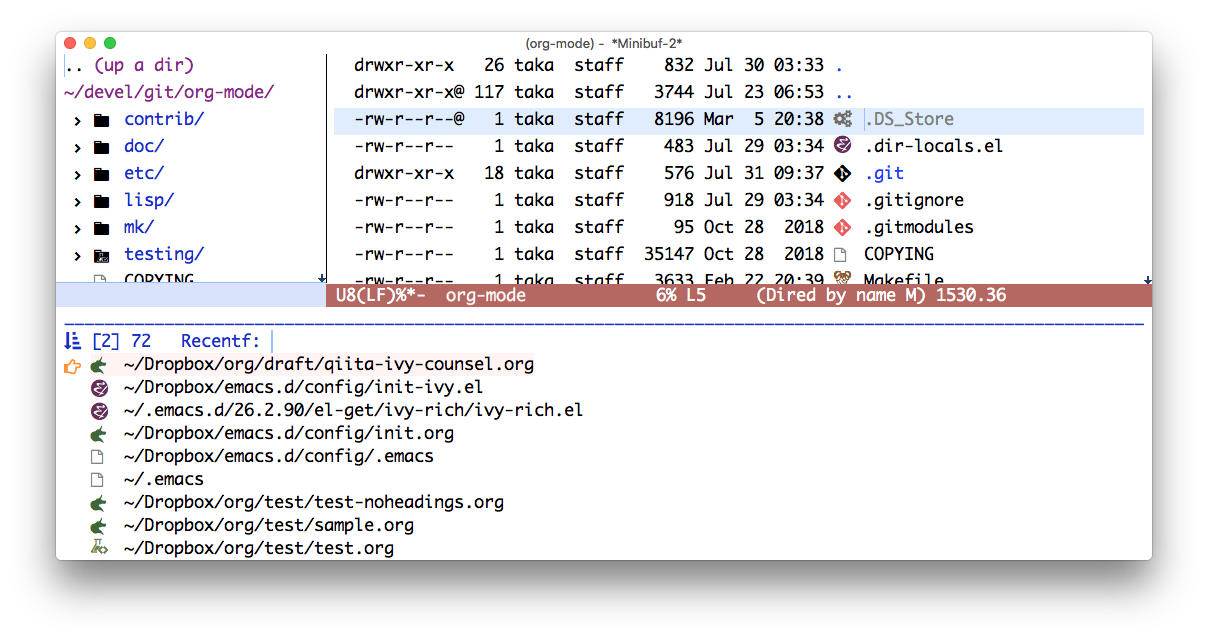 (org-mode) - *Minibuf-2*
.. (up a dir)
~/devel/git/org-mode/
contrib/
doc/
etc/
lisp/
mk/
testing/
COPYING
drwxr-xr-x 26 taka staff 832 Jul 30 03:33 .
drwxr-xr-x@ 117 taka staff 3744 Jul 23 06:53 ..
-rw-r--r--@ 1 taka staff 8196 Mar 5 20:38 .DS_Store
-rw-r--r-- 1 taka staff 483 Jul 29 03:34 .dir-locals.el
drwxr-xr-x 18 taka staff 576 Jul 31 09:37 .git
-rw-r--r-- 1 taka staff 918 Jul 29 03:34 .gitignore
-rw-r--r-- 1 taka staff 95 Oct 28 2018 .gitmodules
-rw-r--r-- 1 taka staff 35147 Oct 28 2018 COPYING
-rw-r--r-- 1 taka staff 3633 Feb 22 20:39 Makefile
U8(LF)%*- org-mode 6% L5 (Dired by name M) 1530.36
[2] 72 Recentf:
~/Dropbox/org/draft/qiita-ivy-counsel.org
~/Dropbox/emacs.d/config/init-ivy.el
~/.emacs.d/26.2.90/el-get/ivy-rich/ivy-rich.el
~/Dropbox/emacs.d/config/init.org
~/Dropbox/emacs.d/config/.emacs
~/.emacs
~/Dropbox/org/test/test-noheadings.org
~/Dropbox/org/test/sample.org
~/Dropbox/org/test/test.org